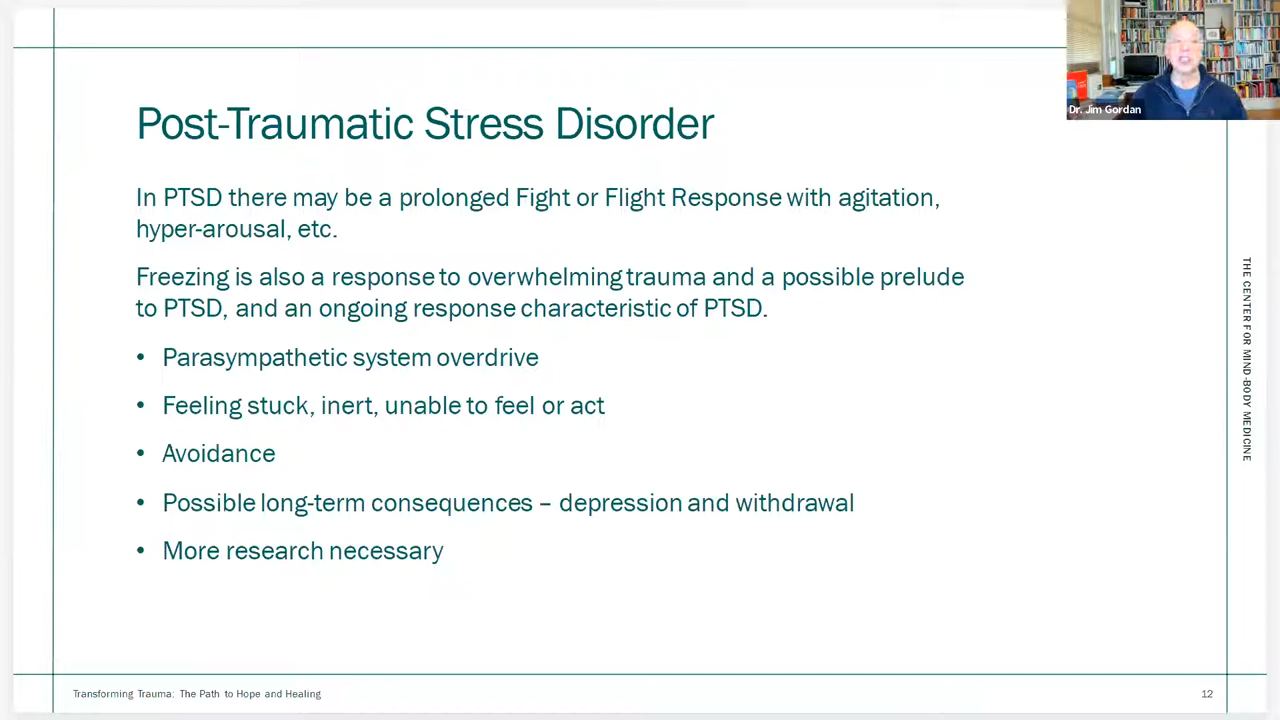 Dr. Jim Gordan
Post-Traumatic Stress Disorder
In PTSD there may be a prolonged Fight or Flight Response with agitation,
hyper-arousal, etc.
Freezing is also a response to overwhelming trauma and a possible prelude
to PTSD, and an ongoing response characteristic of PTSD.
• Parasympathetic system overdrive
• Feeling stuck, inert, unable to feel or act
• Avoidance
• Possible long-term consequences – depression and withdrawal
• More research necessary
THE CENTER FOR MIND-BODY MEDICINE
Transforming Trauma: The Path to Hope and Healing
12